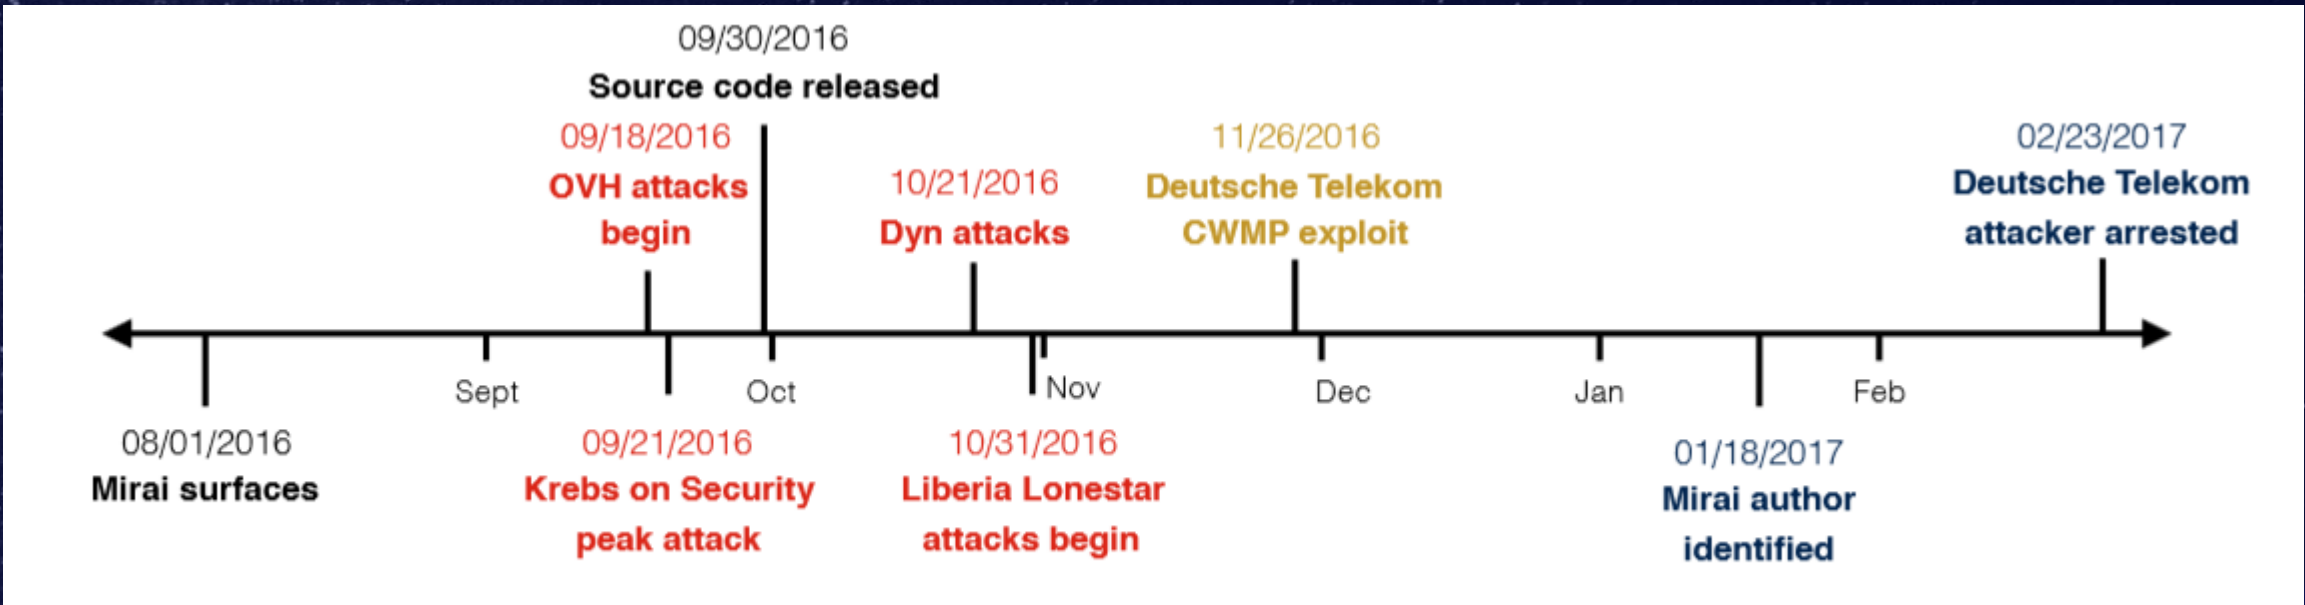 09/30/2016
Source code released
09/18/2016
OVH attacks
begin
10/21/2016
Dyn attacks
11/26/2016
Deutsche Telekom
CWMP exploit
02/23/2017
Deutsche Telekom
attacker arrested
Sept
Oct
Nov
Dec
Jan
Feb
08/01/2016
Mirai surfaces
09/21/2016
Krebs on Security
peak attack
10/31/2016
Liberia Lonestar
attacks begin
01/18/2017
Mirai author
identified